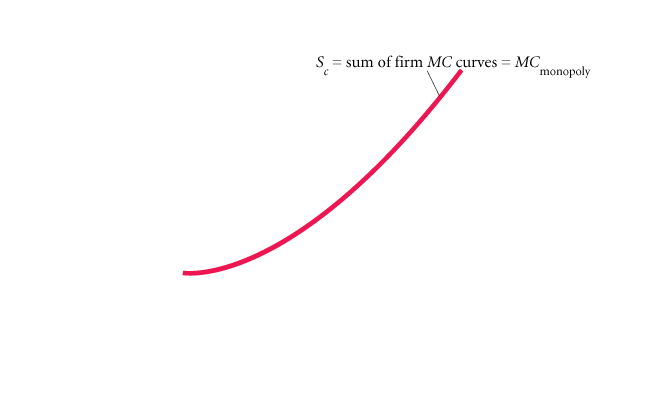 S_c = sum of firm MC curves = MC_monopoly